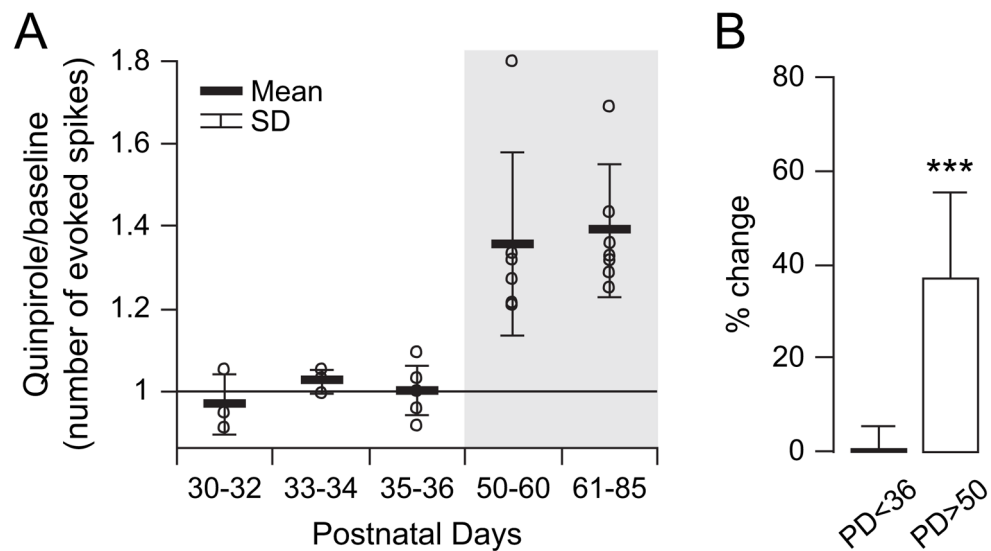 A
Quinpirole/baseline
(number of evoked spikes)
1.8
1.6
1.4
1.2
1
Mean
SD
30-32 33-34 35-36 50-60 61-85
Postnatal Days
B
% change
80
60
40
20
0
***
PD<36 PD>50